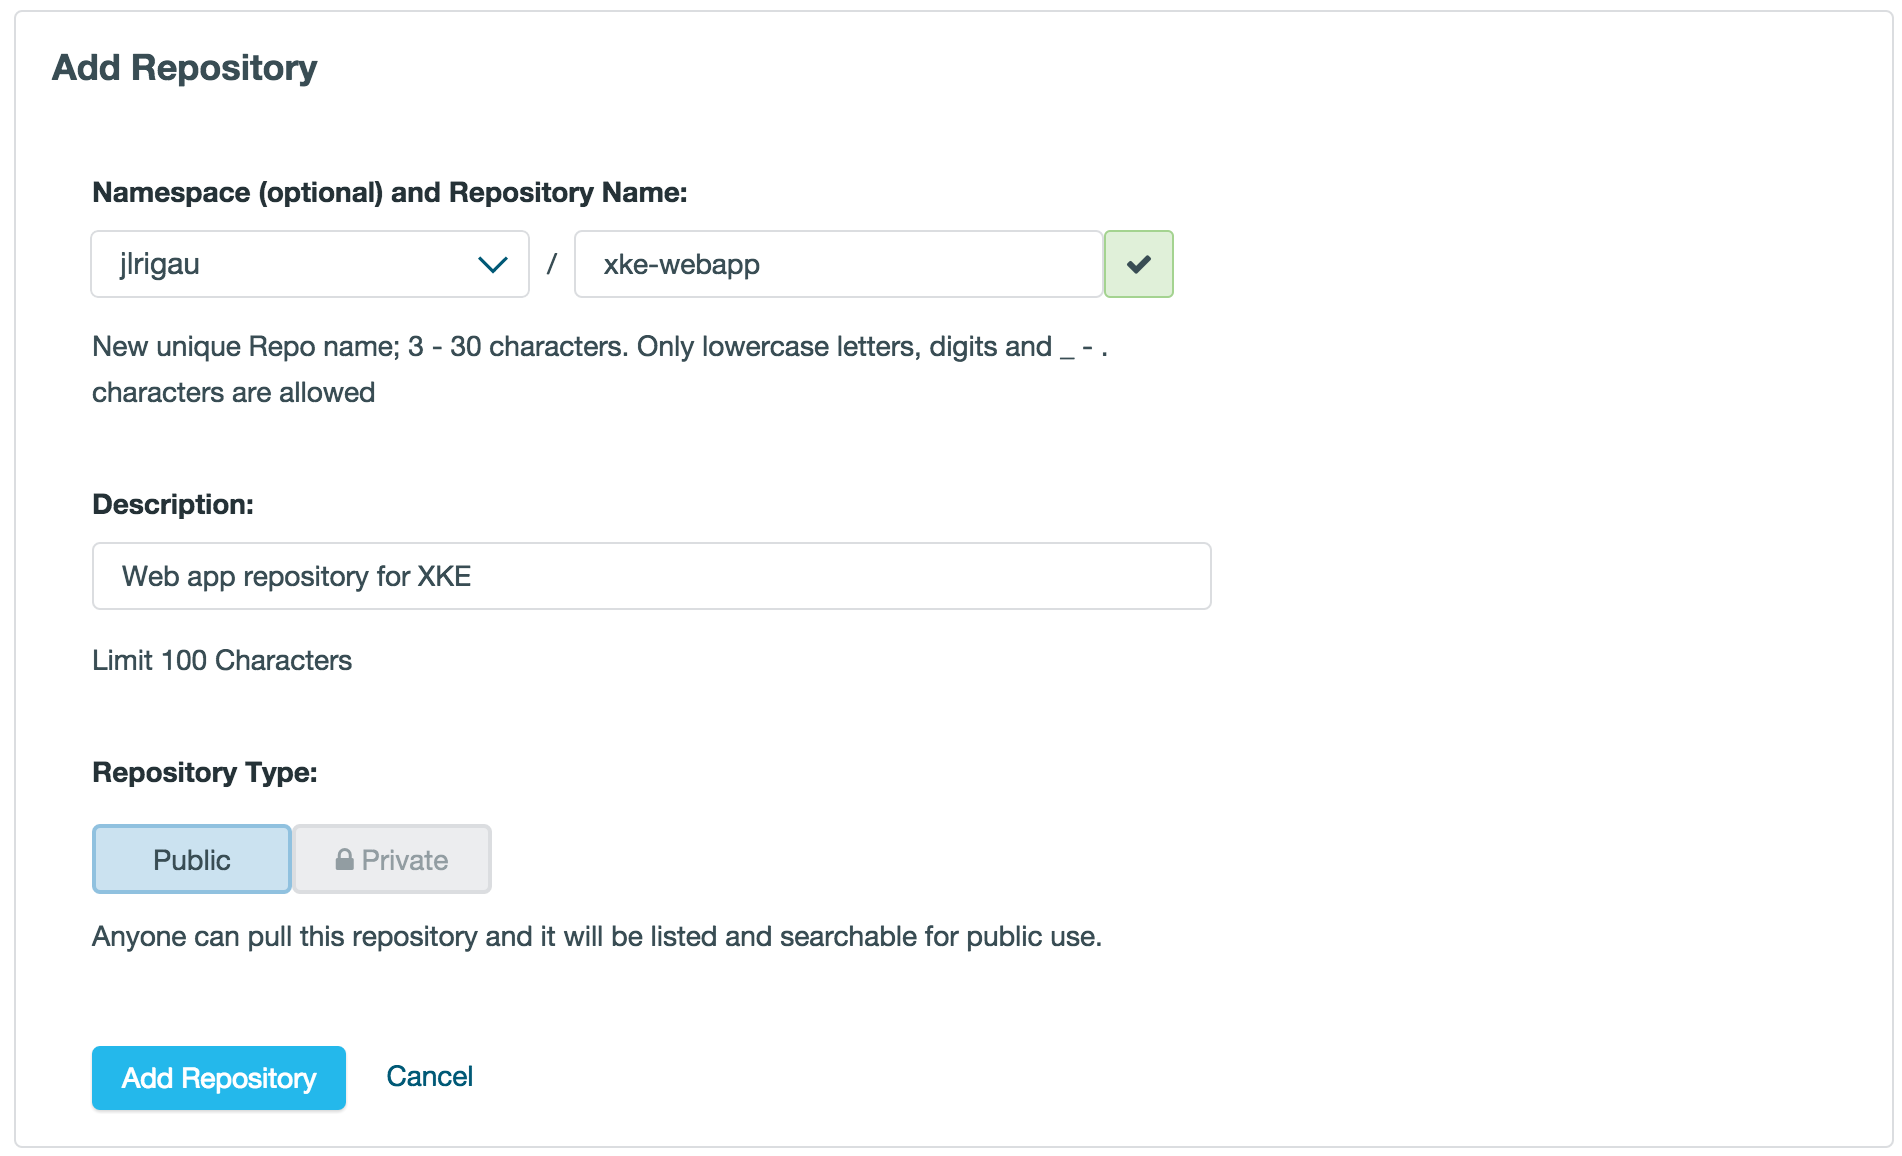 Add Repository
Namespace (optional) and Repository Name:
jlrigau / xke-webapp
New unique Repo name; 3 - 30 characters. Only lowercase letters, digits and _ - .
characters are allowed
Description:
Web app repository for XKE
Limit 100 Characters
Repository Type:
Public Private
Anyone can pull this repository and it will be listed and searchable for public use.
Add Repository Cancel